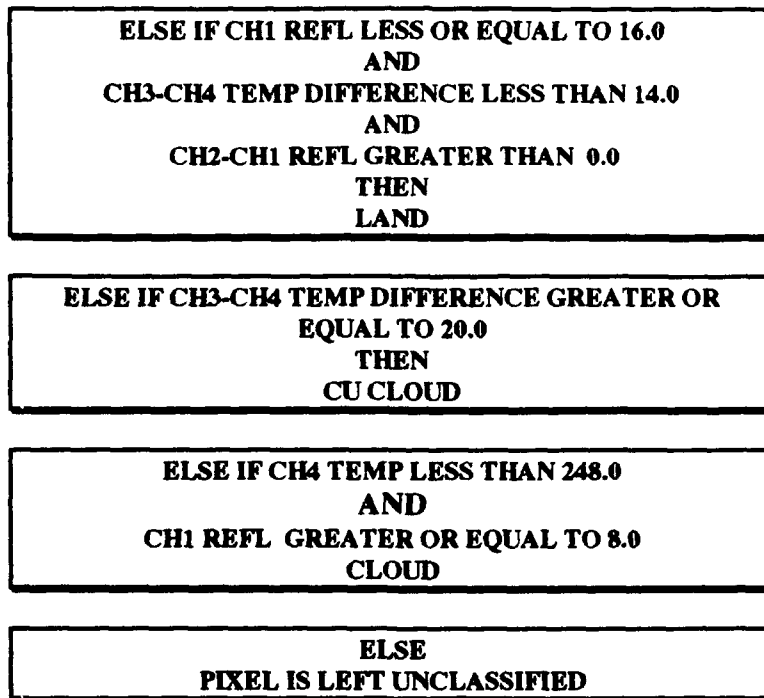 ELSE IF CH1 REFL LESS OR EQUAL TO 16.0
AND
CH3-CH4 TEMP DIFFERENCE LESS THAN 14.0
AND
CH2-CH1 REFL GREATER THAN 0.0
THEN
LAND
ELSE IF CH3-CH4 TEMP DIFFERENCE GREATER OR
EQUAL TO 20.0
THEN
CU CLOUD
ELSE IF CH4 TEMP LESS THAN 248.0
AND
CH1 REFL GREATER OR EQUAL TO 8.0
CLOUD
ELSE
PIXEL IS LEFT UNCLASSIFIED